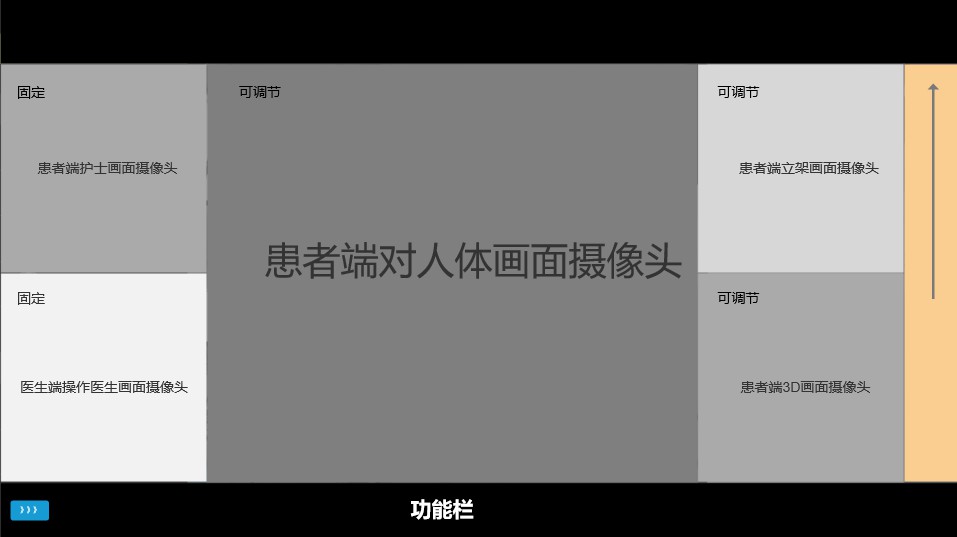 固定
患者端护士画面摄像头
固定
医生端操作医生画面摄像头
可调节
患者端对人体画面摄像头
可调节
患者端立架画面摄像头
可调节
患者端3D画面摄像头
功能栏